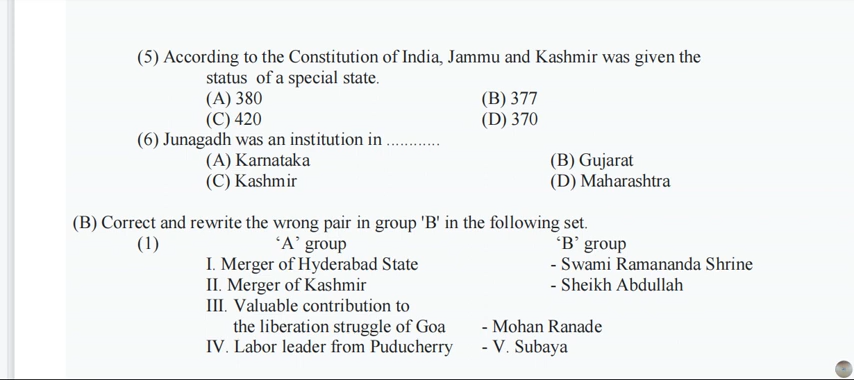 (5) According to the Constitution of India, Jammu and Kashmir was given the
status of a special state.
(A) 380 (B) 377
(C) 420 (D) 370
(6) Junagadh was an institution in ............
(A) Karnataka (B) Gujarat
(C) Kashmir (D) Maharashtra
(B) Correct and rewrite the wrong pair in group 'B' in the following set.
(1) ‘A’ group ‘B’ group
I. Merger of Hyderabad State - Swami Ramananda Shrine
II. Merger of Kashmir - Sheikh Abdullah
III. Valuable contribution to
the liberation struggle of Goa - Mohan Ranade
IV. Labor leader from Puducherry - V. Subaya